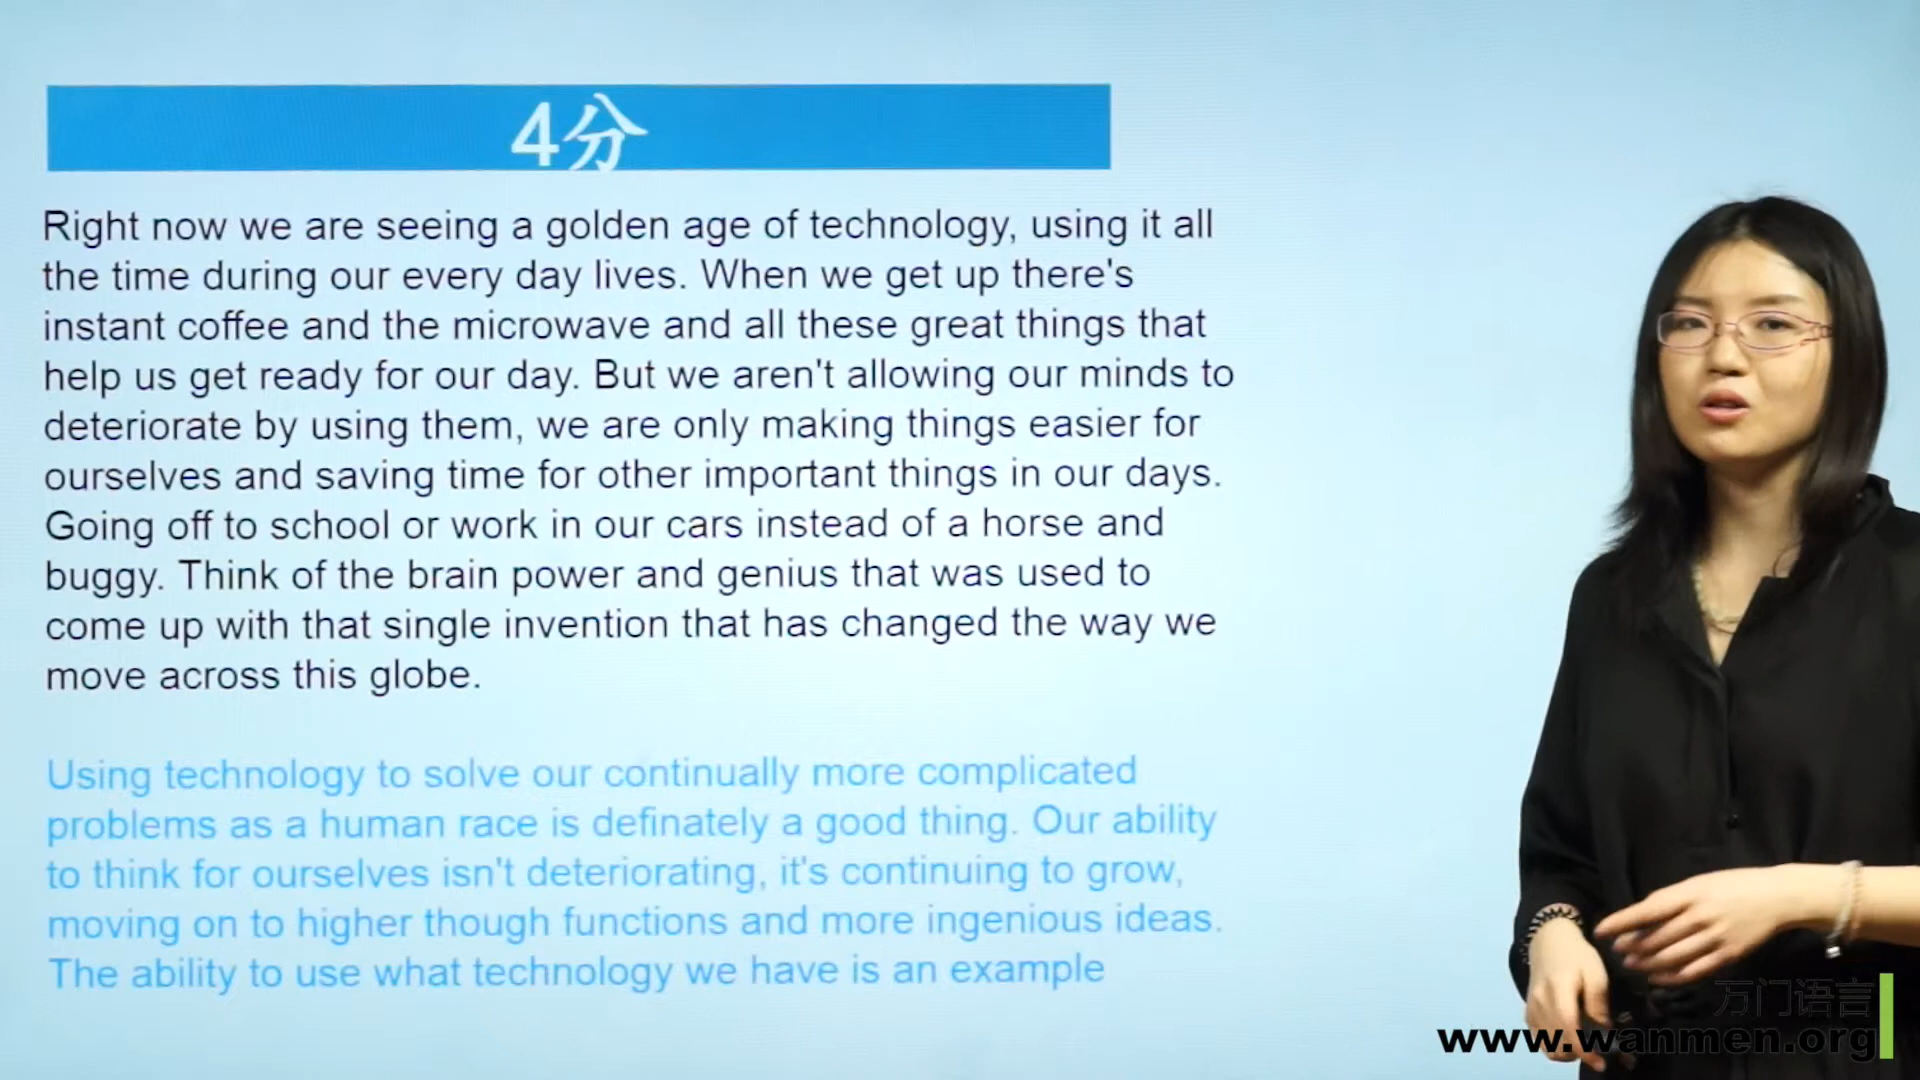 4分
Right now we are seeing a golden age of technology, using it all
the time during our every day lives. When we get up there's
instant coffee and the microwave and all these great things that
help us get ready for our day. But we aren't allowing our minds to
deteriorate by using them, we are only making things easier for
ourselves and saving time for other important things in our days.
Going off to school or work in our cars instead of a horse and
buggy. Think of the brain power and genius that was used to
come up with that single invention that has changed the way we
move across this globe.
Using technology to solve our continually more complicated
problems as a human race is definately a good thing. Our ability
to think for ourselves isn't deteriorating, it's continuing to grow,
moving on to higher though functions and more ingenious ideas.
The ability to use what technology we have is an example
万门语言
www.wanmen.org